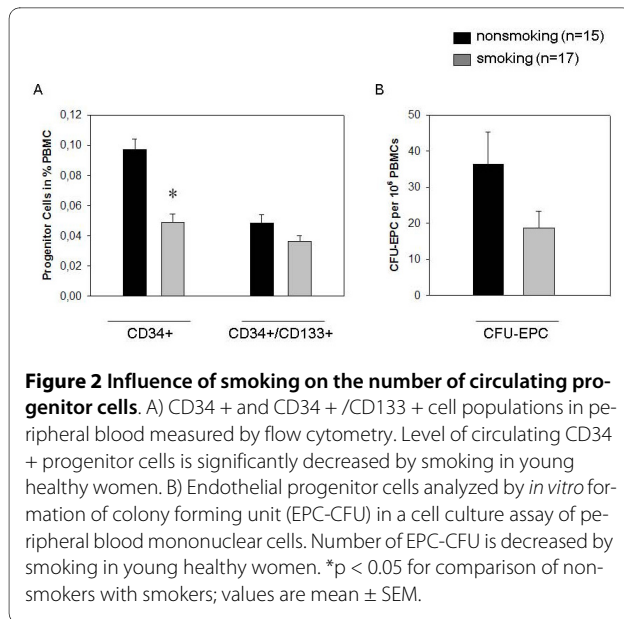 nonsmoking (n=15)
smoking (n=17)
A
0,12
0,10
0,08
0,06
0,04
0,02
0,00
Progenitor Cells in % PBMC
*
CD34+
CD34+/CD133+
B
50
40
30
20
10
0
CFU-EPC per 10⁶ PBMCs
CFU-EPC
Figure 2 Influence of smoking on the number of circulating pro-
genitor cells. A) CD34 + and CD34 + /CD133 + cell populations in pe-
ripheral blood measured by flow cytometry. Level of circulating CD34
+ progenitor cells is significantly decreased by smoking in young
healthy women. B) Endothelial progenitor cells analyzed by in vitro for-
mation of colony forming unit (EPC-CFU) in a cell culture assay of pe-
ripheral blood mononuclear cells. Number of EPC-CFU is decreased by
smoking in young healthy women. *p < 0.05 for comparison of non-
smokers with smokers; values are mean ± SEM.